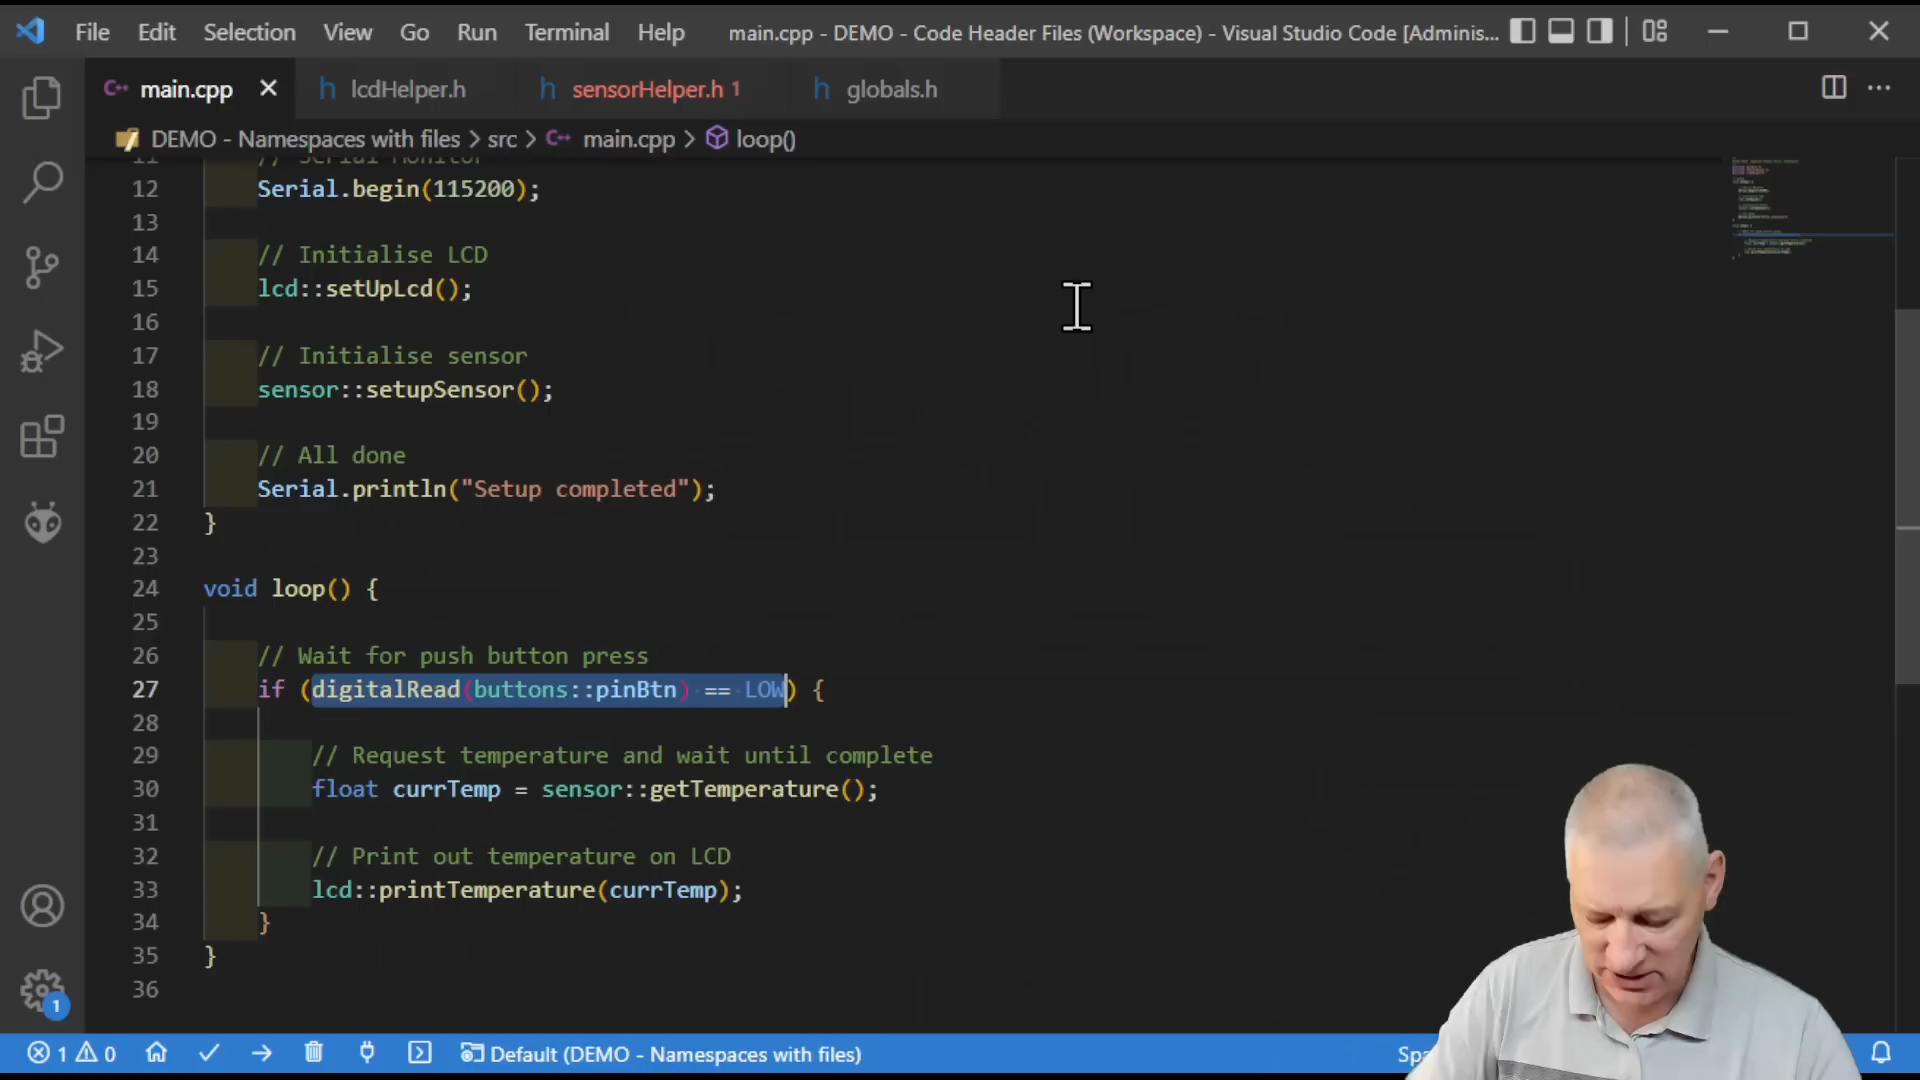 File Edit Selection View Go Run Terminal Help main.cpp - DEMO - Code Header Files (Workspace) - Visual Studio Code [Adminis...
main.cpp lcdHelper.h sensorHelper.h 1 globals.h
DEMO - Namespaces with files > src > main.cpp > loop()
11 // Serial Monitor
12 Serial.begin(115200);
13
14 // Initialise LCD
15 lcd::setUpLcd();
16
17 // Initialise sensor
18 sensor::setupSensor();
19
20 // All done
21 Serial.println("Setup completed");
22 }
23
24 void loop() {
25
26 // Wait for push button press
27 if (digitalRead(buttons::pinBtn) == LOW) {
28
29 // Request temperature and wait until complete
30 float currTemp = sensor::getTemperature();
31
32 // Print out temperature on LCD
33 lcd::printTemperature(currTemp);
34 }
35 }
36
1
1 0 Default (DEMO - Namespaces with files)